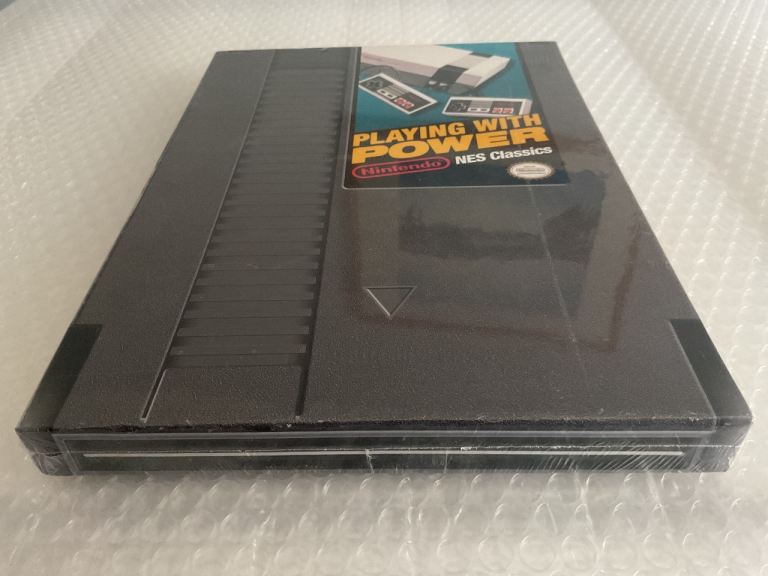 PLAYING WITH
POWER
Nintendo NES Classics